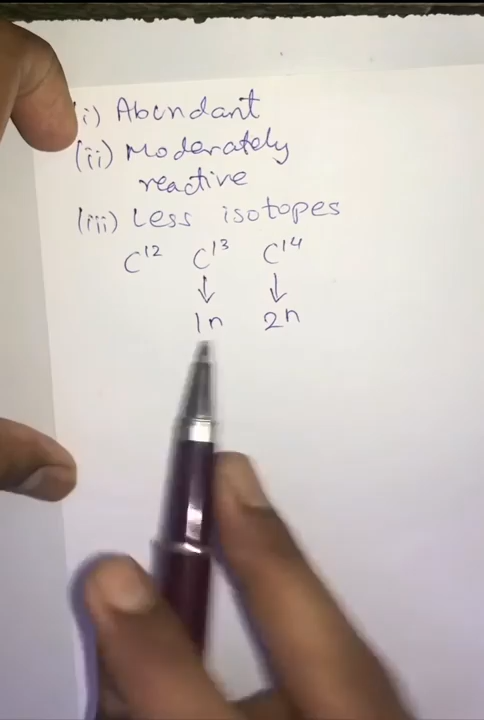 (i) Abundant
(ii) Moderately
reactive
(iii) Less isotopes
C¹² C¹³ C¹⁴
↓ ↓
1n 2n